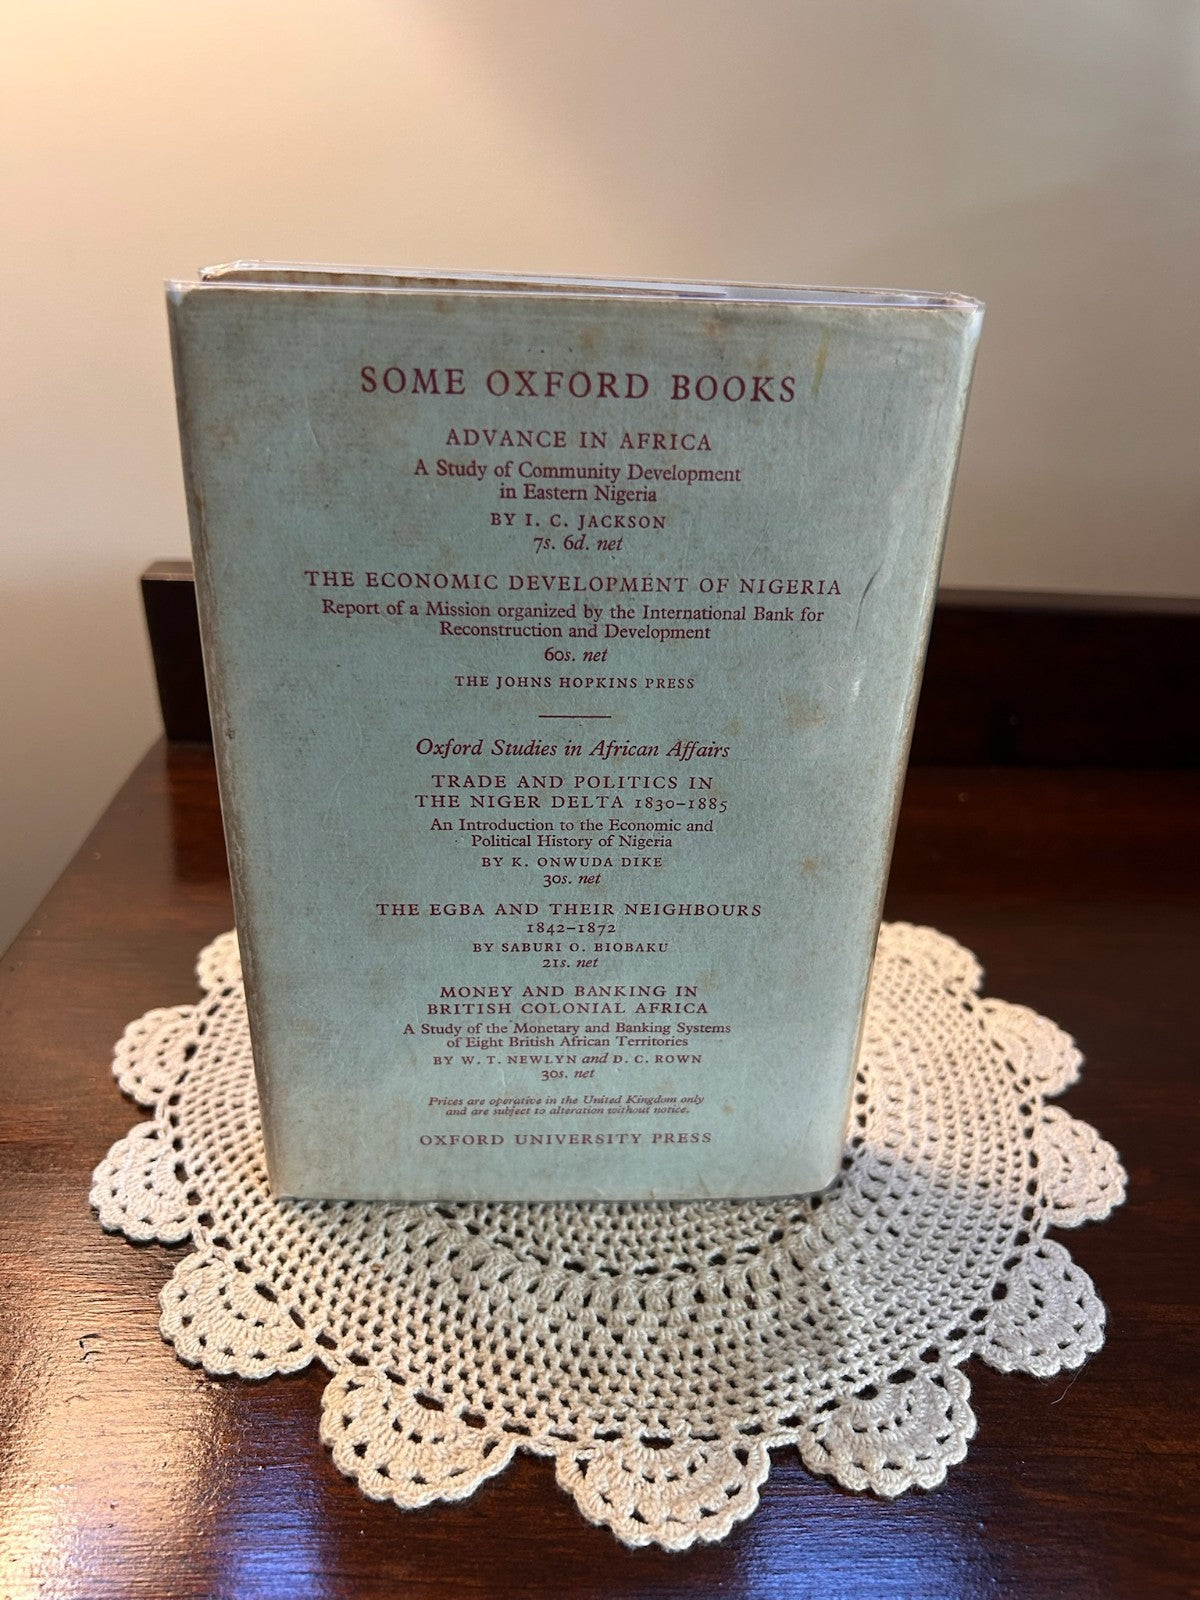 SOME OXFORD BOOKS
ADVANCE IN AFRICA
A Study of Community Development
in Eastern Nigeria
BY I. C. JACKSON
7s. 6d. net
THE ECONOMIC DEVELOPMENT OF NIGERIA
Report of a Mission organized by the International Bank for
Reconstruction and Development
60s. net
THE JOHNS HOPKINS PRESS
Oxford Studies in African Affairs
TRADE AND POLITICS IN
THE NIGER DELTA 1830–1885
An Introduction to the Economic and
Political History of Nigeria
BY K. ONWUDA DIKE
30s. net
THE EGBA AND THEIR NEIGHBOURS
1842–1872
BY SABURI O. BIOBAKU
21s. net
MONEY AND BANKING IN
BRITISH COLONIAL AFRICA
A Study of the Monetary and Banking Systems
of Eight British African Territories
BY W. T. NEWLYN and D. C. ROWN
30s. net
Prices are operative in the United Kingdom only
and are subject to alteration without notice.
OXFORD UNIVERSITY PRESS